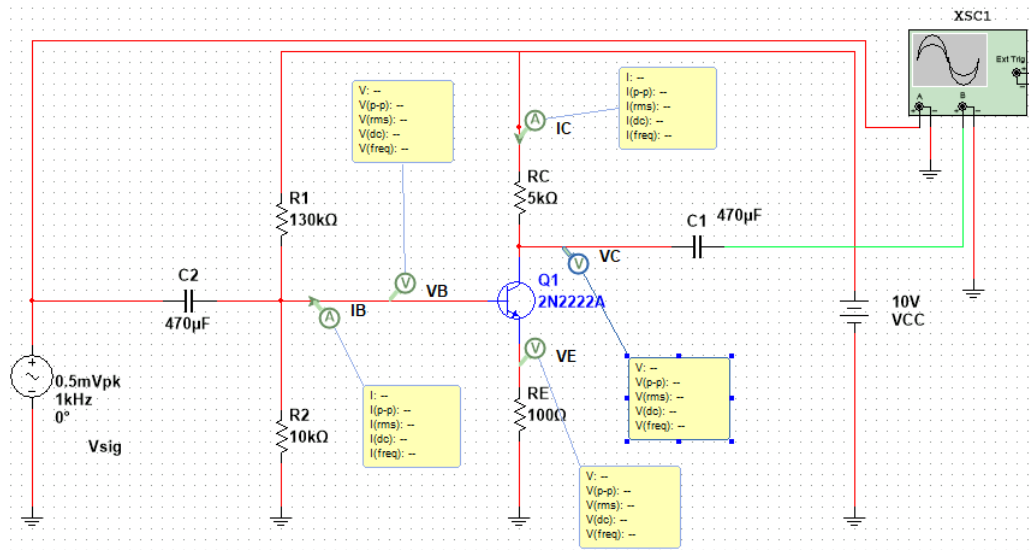 XSC1
Ext Trig
A
B
V: --
V(p-p): --
V(rms): --
V(dc): --
V(freq): --
A
IC
I: --
I(p-p): --
I(rms): --
I(dc): --
I(freq): --
R1
130kΩ
RC
5kΩ
C1
470µF
C2
470µF
V
VB
V
VC
Q1
2N2222A
IB
A
10V
VCC
V
VE
0.5mVpk
1kHz
0°
Vsig
R2
10kΩ
I: --
I(p-p): --
I(rms): --
I(dc): --
I(freq): --
RE
100Ω
V: --
V(p-p): --
V(rms): --
V(dc): --
V(freq): --
V: --
V(p-p): --
V(rms): --
V(dc): --
V(freq): --